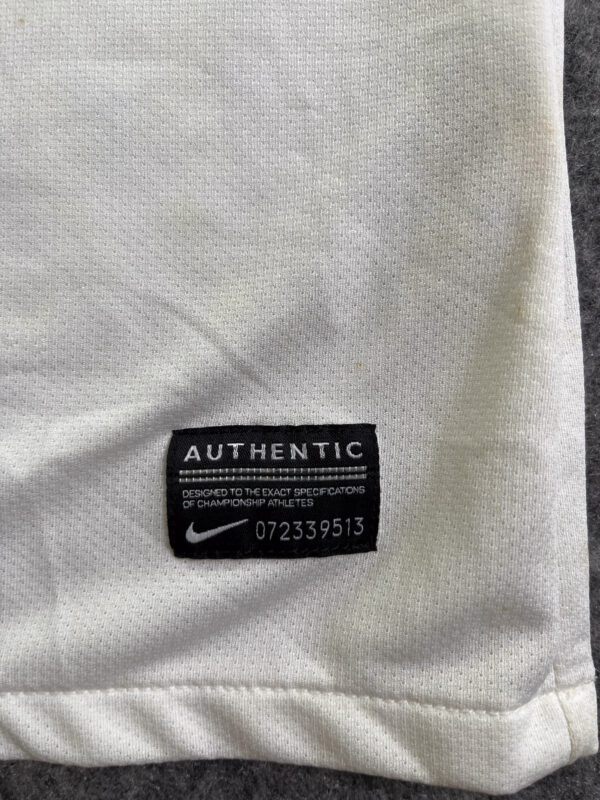 AUTHENTIC
DESIGNED TO THE EXACT SPECIFICATIONS
OF CHAMPIONSHIP ATHLETES
072339513